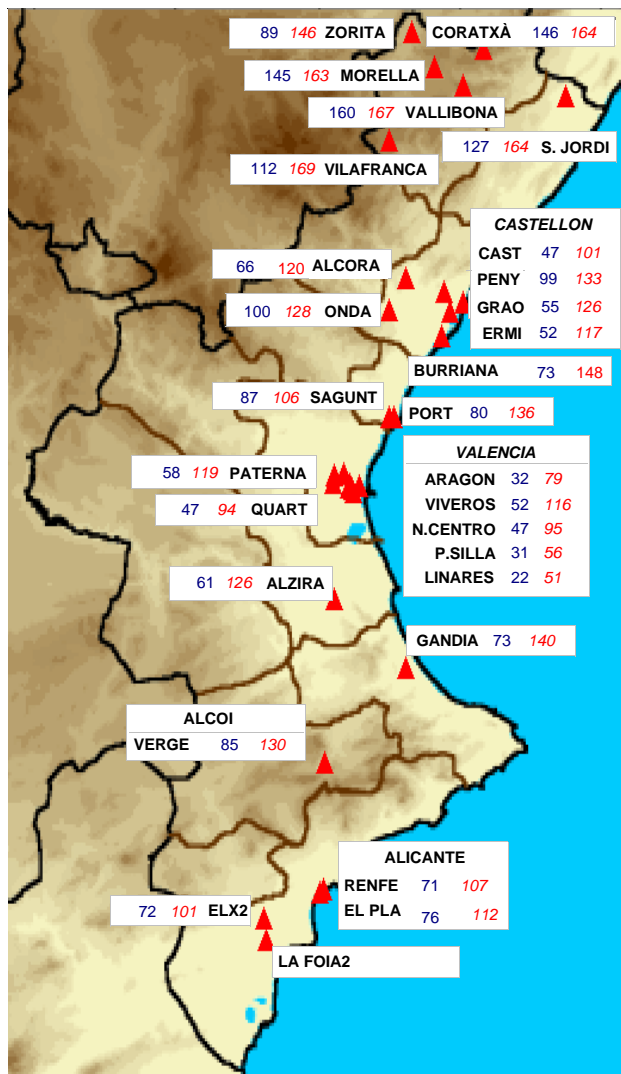 89 146 ZORITA
CORATXÀ 146 164
145 163 MORELLA
160 167 VALLIBONA
127 164 S. JORDI
112 169 VILAFRANCA
CASTELLON
CAST 47 101
PENY 99 133
GRAO 55 126
ERMI 52 117
66 120 ALCORA
100 128 ONDA
BURRIANA 73 148
87 106 SAGUNT
PORT 80 136
VALENCIA
ARAGON 32 79
VIVEROS 52 116
N.CENTRO 47 95
P.SILLA 31 56
LINARES 22 51
58 119 PATERNA
47 94 QUART
61 126 ALZIRA
GANDIA 73 140
ALCOI
VERGE 85 130
ALICANTE
RENFE 71 107
EL PLA 76 112
72 101 ELX2
LA FOIA2